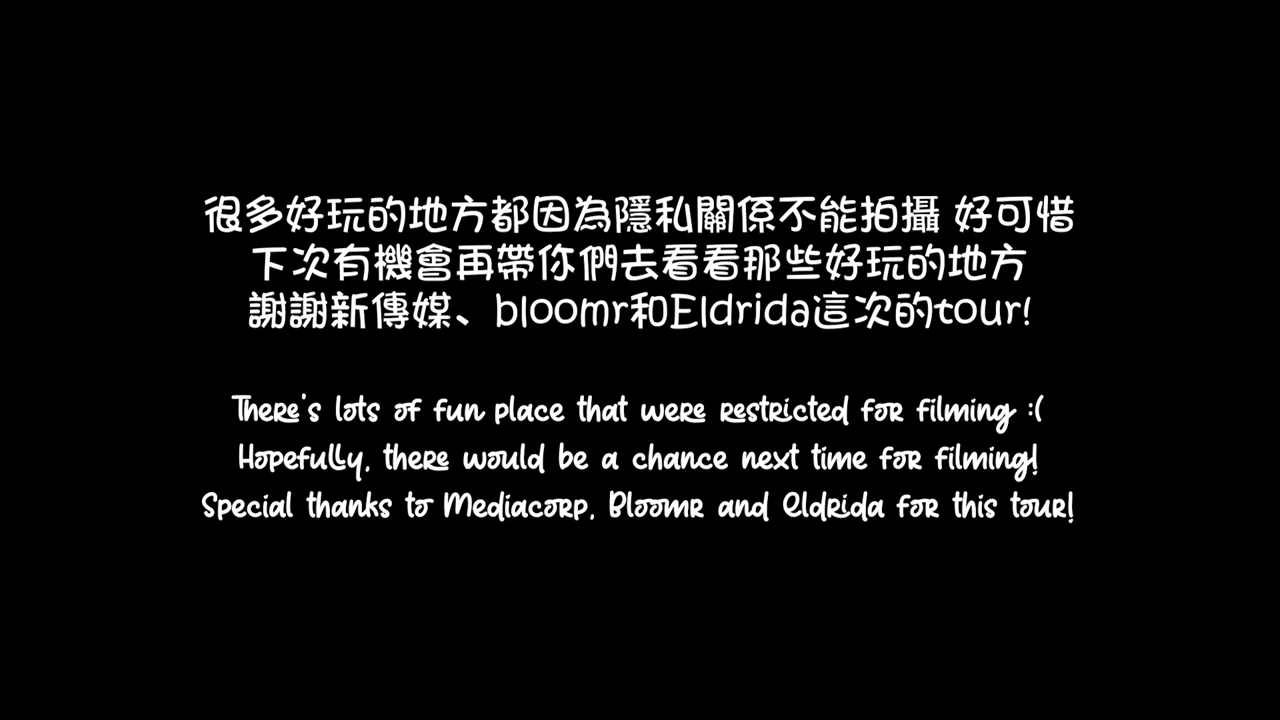 很多好玩的地方都因為隱私關係不能拍攝 好可惜
下次有機會再帶你們去看看那些好玩的地方
謝謝新傳媒、bloomr和Eldrida這次的tour!
There's lots of fun place that were restricted for filming :(
Hopefully, there would be a chance next time for filming!
Special thanks to Mediacorp, Bloomr and Eldrida for this tour!